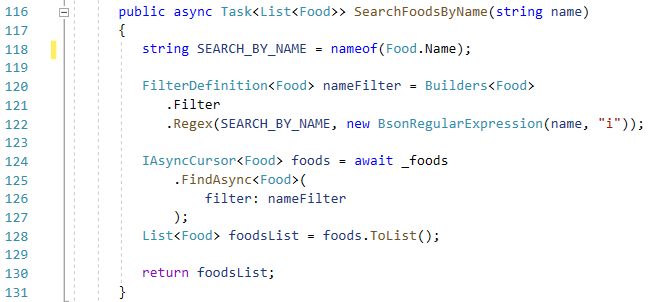 116 public async Task<List<Food>> SearchFoodsByName(string name)
117 {
118 string SEARCH_BY_NAME = nameof(Food.Name);
119
120 FilterDefinition<Food> nameFilter = Builders<Food>
121 .Filter
122 .Regex(SEARCH_BY_NAME, new BsonRegularExpression(name, "i"));
123
124 IAsyncCursor<Food> foods = await _foods
125 .FindAsync<Food>(
126 filter: nameFilter
127 );
128 List<Food> foodsList = foods.ToList();
129
130 return foodsList;
131 }